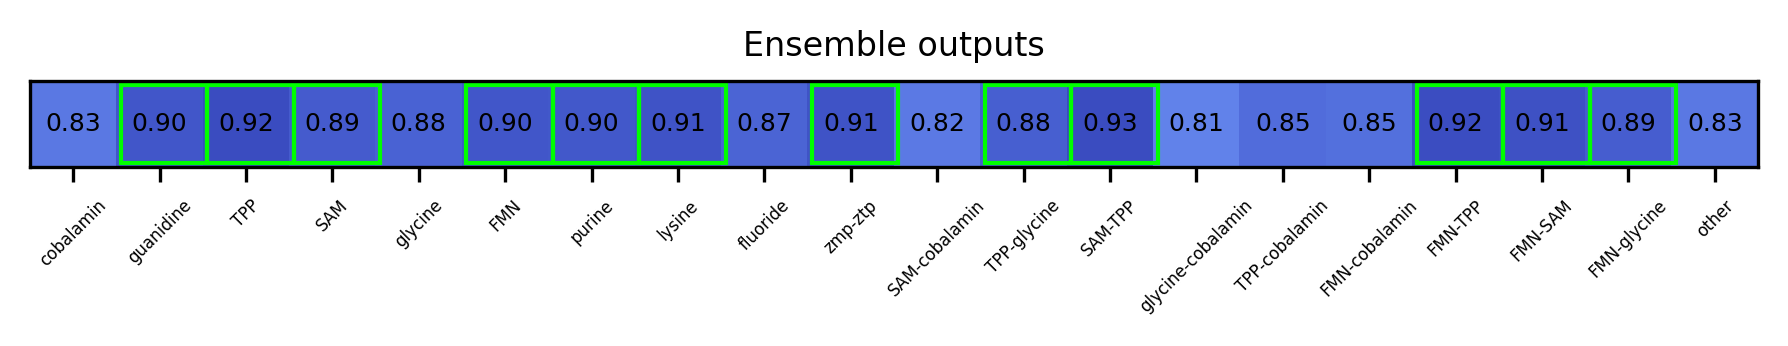 Ensemble outputs
0.83 0.90 0.92 0.89 0.88 0.90 0.90 0.91 0.87 0.91 0.82 0.88 0.93 0.81 0.85 0.85 0.92 0.91 0.89 0.83
cobalamin guanidine TPP SAM glycine FMN purine lysine fluoride zmp-ztp SAM-cobalamin TPP-glycine SAM-TPP glycine-cobalamin TPP-cobalamin FMN-cobalamin FMN-TPP FMN-SAM FMN-glycine other